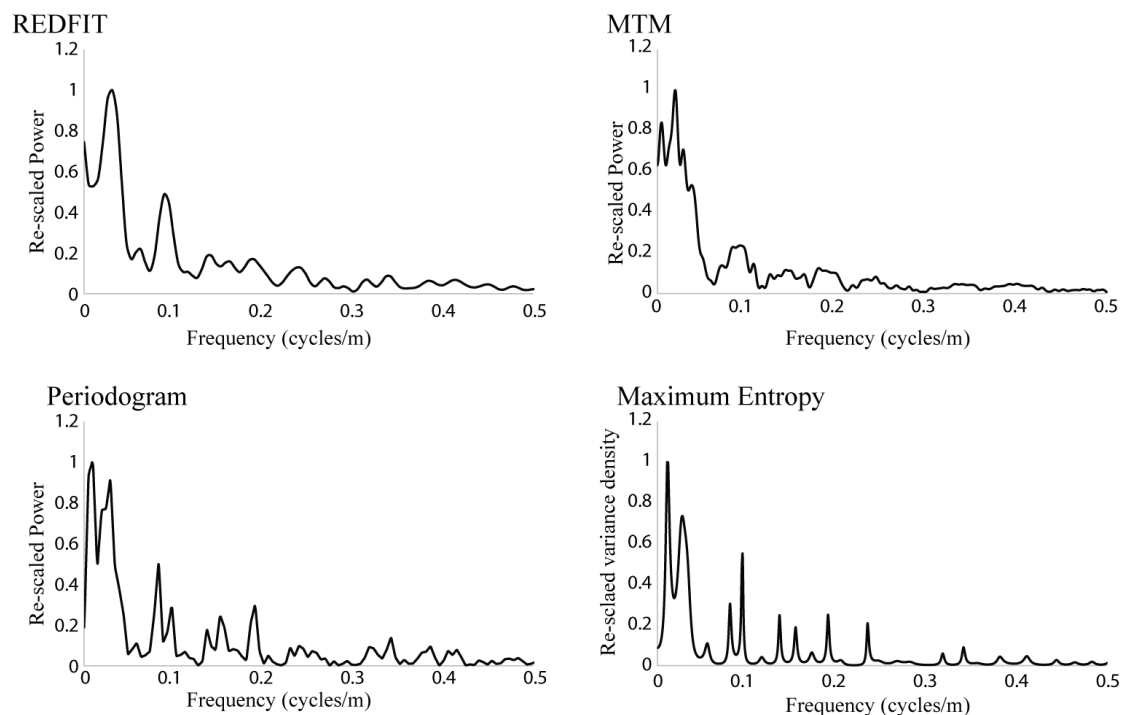 REDFIT
1.2
1
0.8
0.6
0.4
0.2
0
Re-scaled Power
0 0.1 0.2 0.3 0.4 0.5
Frequency (cycles/m)
MTM
1.2
1
0.8
0.6
0.4
0.2
0
Re-scaled Power
0 0.1 0.2 0.3 0.4 0.5
Frequency (cycles/m)
Periodogram
1.2
1
0.8
0.6
0.4
0.2
0
Re-scaled Power
0 0.1 0.2 0.3 0.4 0.5
Frequency (cycles/m)
Maximum Entropy
1.2
1
0.8
0.6
0.4
0.2
0
Re-sclaed variance density
0 0.1 0.2 0.3 0.4 0.5
Frequency (cycles/m)